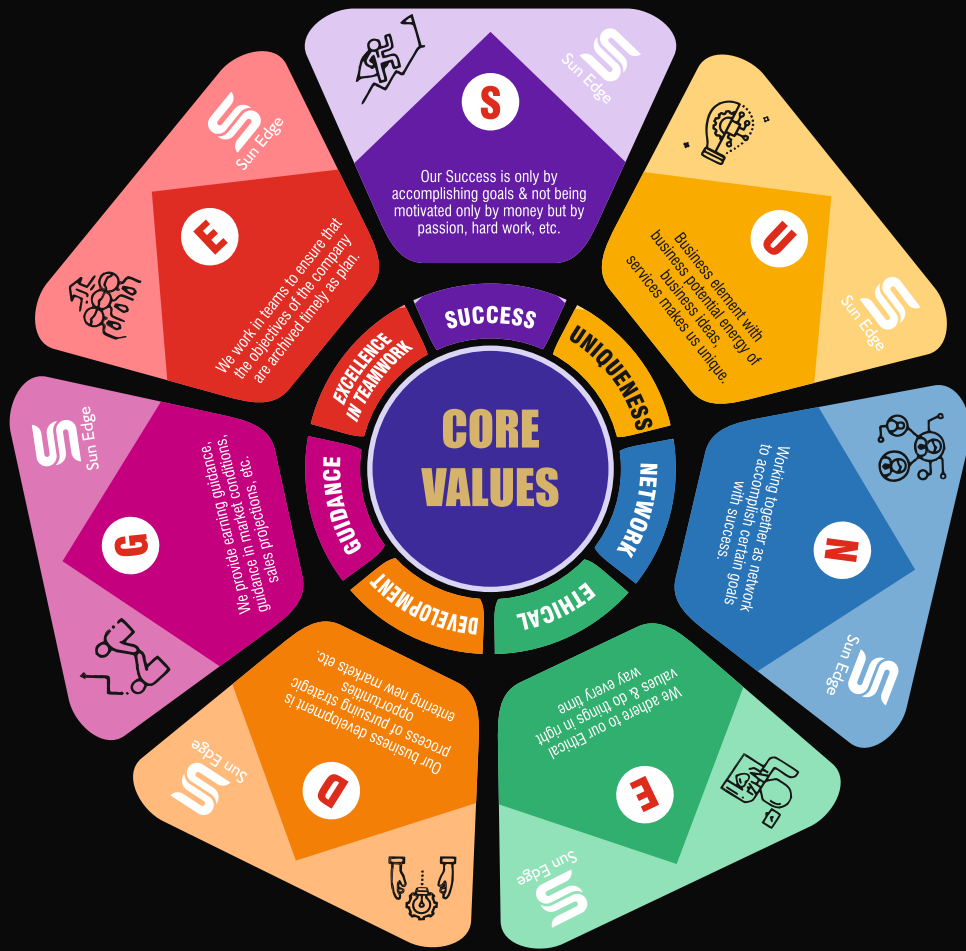 CORE
VALUES
SUCCESS
S
Our Success is only by
accomplishing goals & not being
motivated only by money but by
passion, hard work, etc.
Sun Edge
UNIQUENESS
U
Business element with
business potential energy of
business ideas,
services makes us unique.
Sun Edge
NETWORK
N
Working together as network
to accomplish certain goals
with success.
Sun Edge
ETHICAL
E
We adhere to our Ethical
values & do things in right
way every time
Sun Edge
DEVELOPMENT
D
Our business development is
process of pursuing strategic
opportunities
entering new markets etc.
Sun Edge
GUIDANCE
G
We provide earning guidance,
guidance in market conditions,
sales projections, etc.
Sun Edge
EXCELLENCE
IN TEAMWORK
E
We work in teams to ensure that
the objectives of the company
are archived timely as plan.
Sun Edge